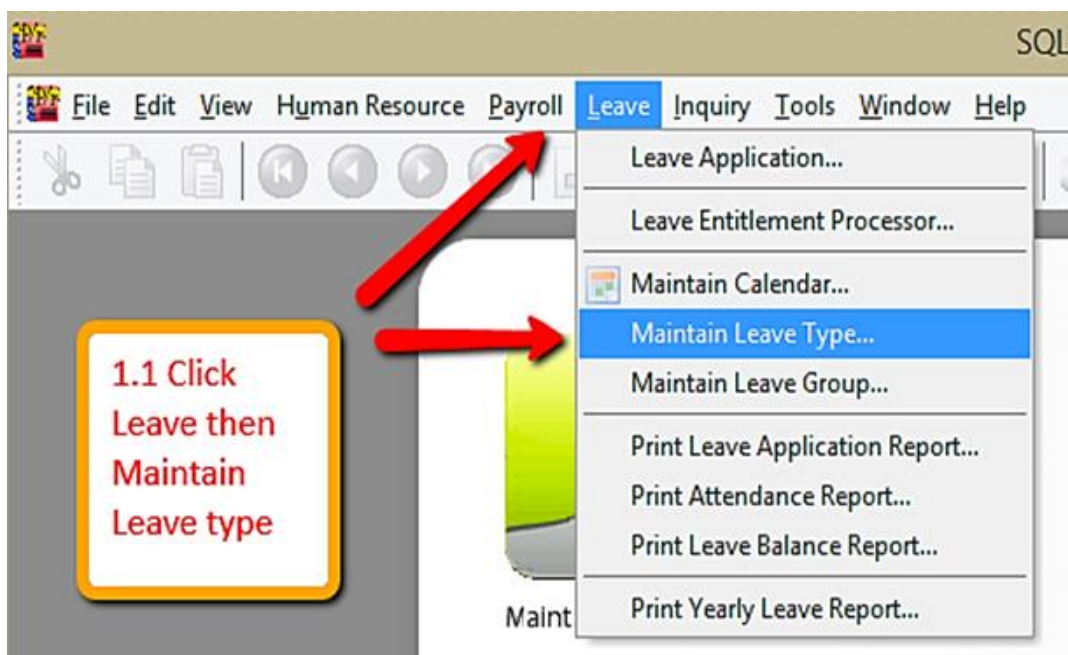 SQL
File Edit View Human Resource Payroll Leave Inquiry Tools Window Help
Leave Application...
Leave Entitlement Processor...
Maintain Calendar...
Maintain Leave Type...
Maintain Leave Group...
Print Leave Application Report...
Print Attendance Report...
Print Leave Balance Report...
Print Yearly Leave Report...
1.1 Click
Leave then
Maintain
Leave type
Maint